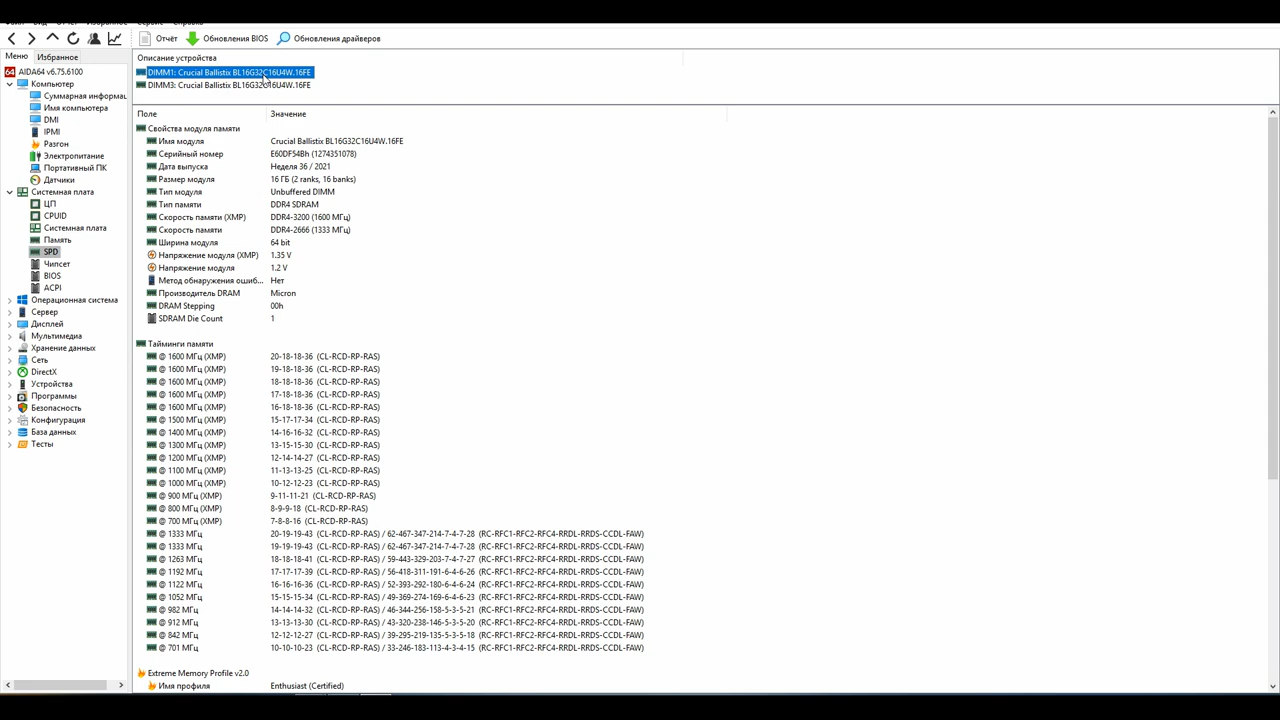 Файл Вид Отчёт Избранное Сервис Справка
Отчёт Обновления BIOS Обновления драйверов
Меню Избранное
AIDA64 v6.75.6100
Компьютер
Суммарная информац
Имя компьютера
DMI
IPMI
Разгон
Электропитание
Портативный ПК
Датчики
Системная плата
ЦП
CPUID
Системная плата
Память
SPD
Чипсет
BIOS
ACPI
Операционная система
Сервер
Дисплей
Мультимедиа
Хранение данных
Сеть
DirectX
Устройства
Программы
Безопасность
Конфигурация
База данных
Тесты
Описание устройства
DIMM1: Crucial Ballistix BL16G32C16U4W.16FE
DIMM3: Crucial Ballistix BL16G32C16U4W.16FE
Поле Значение
Свойства модуля памяти
Имя модуля Crucial Ballistix BL16G32C16U4W.16FE
Серийный номер E60DF54Bh (1274351078)
Дата выпуска Неделя 36 / 2021
Размер модуля 16 ГБ (2 ranks, 16 banks)
Тип модуля Unbuffered DIMM
Тип памяти DDR4 SDRAM
Скорость памяти (XMP) DDR4-3200 (1600 МГц)
Скорость памяти DDR4-2666 (1333 МГц)
Ширина модуля 64 bit
Напряжение модуля (XMP) 1.35 V
Напряжение модуля 1.2 V
Метод обнаружения ошиб... Нет
Производитель DRAM Micron
DRAM Stepping 00h
SDRAM Die Count 1
Тайминги памяти
@ 1600 МГц (XMP) 20-18-18-36 (CL-RCD-RP-RAS)
@ 1600 МГц (XMP) 19-18-18-36 (CL-RCD-RP-RAS)
@ 1600 МГц (XMP) 18-18-18-36 (CL-RCD-RP-RAS)
@ 1600 МГц (XMP) 17-18-18-36 (CL-RCD-RP-RAS)
@ 1600 МГц (XMP) 16-18-18-36 (CL-RCD-RP-RAS)
@ 1500 МГц (XMP) 15-17-17-34 (CL-RCD-RP-RAS)
@ 1400 МГц (XMP) 14-16-16-32 (CL-RCD-RP-RAS)
@ 1300 МГц (XMP) 13-15-15-30 (CL-RCD-RP-RAS)
@ 1200 МГц (XMP) 12-14-14-27 (CL-RCD-RP-RAS)
@ 1100 МГц (XMP) 11-13-13-25 (CL-RCD-RP-RAS)
@ 1000 МГц (XMP) 10-12-12-23 (CL-RCD-RP-RAS)
@ 900 МГц (XMP) 9-11-11-21 (CL-RCD-RP-RAS)
@ 800 МГц (XMP) 8-9-9-18 (CL-RCD-RP-RAS)
@ 700 МГц (XMP) 7-8-8-16 (CL-RCD-RP-RAS)
@ 1333 МГц 20-19-19-43 (CL-RCD-RP-RAS) / 62-467-347-214-7-4-7-28 (RC-RFC1-RFC2-RFC4-RRDL-RRDS-CCDL-FAW)
@ 1333 МГц 19-19-19-43 (CL-RCD-RP-RAS) / 62-467-347-214-7-4-7-28 (RC-RFC1-RFC2-RFC4-RRDL-RRDS-CCDL-FAW)
@ 1263 МГц 18-18-18-41 (CL-RCD-RP-RAS) / 59-443-329-203-7-4-7-27 (RC-RFC1-RFC2-RFC4-RRDL-RRDS-CCDL-FAW)
@ 1192 МГц 17-17-17-39 (CL-RCD-RP-RAS) / 56-418-311-191-6-4-6-26 (RC-RFC1-RFC2-RFC4-RRDL-RRDS-CCDL-FAW)
@ 1122 МГц 16-16-16-36 (CL-RCD-RP-RAS) / 52-393-292-180-6-4-6-24 (RC-RFC1-RFC2-RFC4-RRDL-RRDS-CCDL-FAW)
@ 1052 МГц 15-15-15-34 (CL-RCD-RP-RAS) / 49-369-274-169-6-4-6-23 (RC-RFC1-RFC2-RFC4-RRDL-RRDS-CCDL-FAW)
@ 982 МГц 14-14-14-32 (CL-RCD-RP-RAS) / 46-344-256-158-5-3-5-21 (RC-RFC1-RFC2-RFC4-RRDL-RRDS-CCDL-FAW)
@ 912 МГц 13-13-13-30 (CL-RCD-RP-RAS) / 43-320-238-146-5-3-5-20 (RC-RFC1-RFC2-RFC4-RRDL-RRDS-CCDL-FAW)
@ 842 МГц 12-12-12-27 (CL-RCD-RP-RAS) / 39-295-219-135-5-3-5-18 (RC-RFC1-RFC2-RFC4-RRDL-RRDS-CCDL-FAW)
@ 701 МГц 10-10-10-23 (CL-RCD-RP-RAS) / 33-246-183-113-4-3-4-15 (RC-RFC1-RFC2-RFC4-RRDL-RRDS-CCDL-FAW)
Extreme Memory Profile v2.0
Имя профиля Enthusiast (Certified)